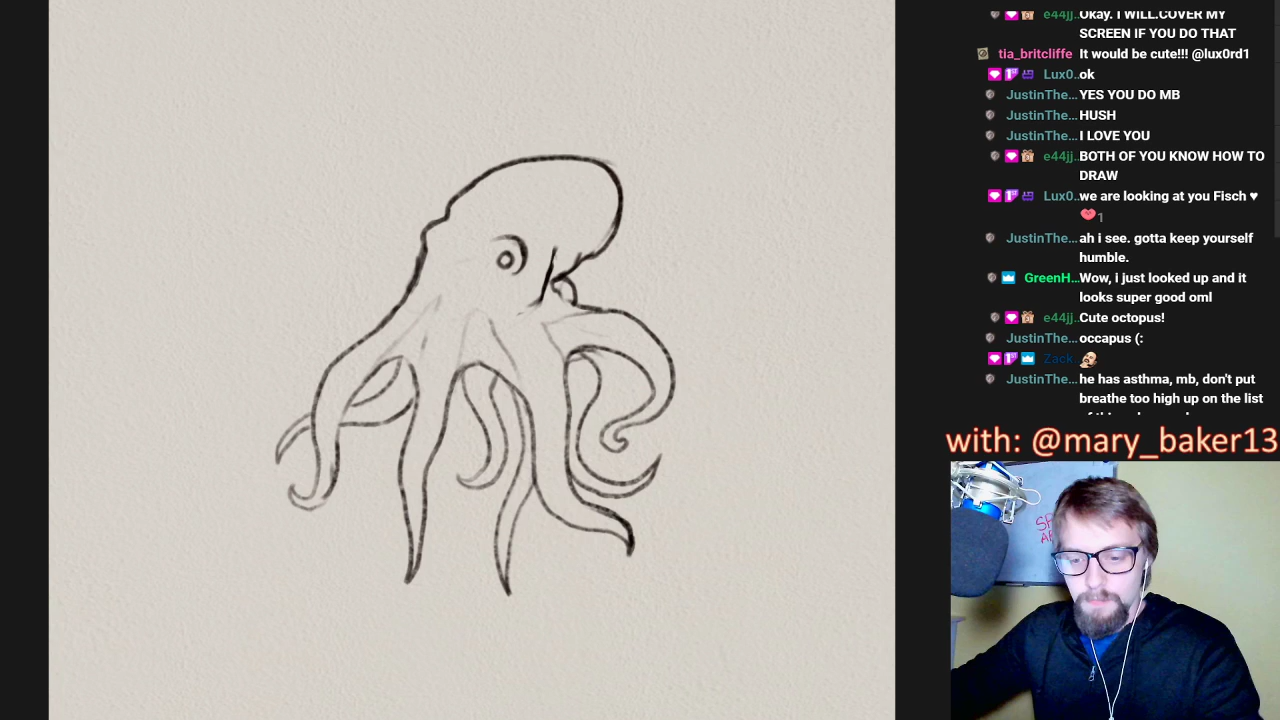 e44jj..Okay. I WILL.COVER MY
SCREEN IF YOU DO THAT
tia_britcliffe It would be cute!!! @lux0rd1
Lux0..ok
JustinThe...YES YOU DO MB
JustinThe...HUSH
JustinThe...I LOVE YOU
e44jj..BOTH OF YOU KNOW HOW TO
DRAW
Lux0..we are looking at you Fisch ♥
1
JustinThe...ah i see. gotta keep yourself
humble.
GreenH...Wow, i just looked up and it
looks super good oml
e44jj..Cute octopus!
JustinThe...occapus (:
Zack..
JustinThe...he has asthma, mb, don't put
breathe too high up on the list
with: @mary_baker13